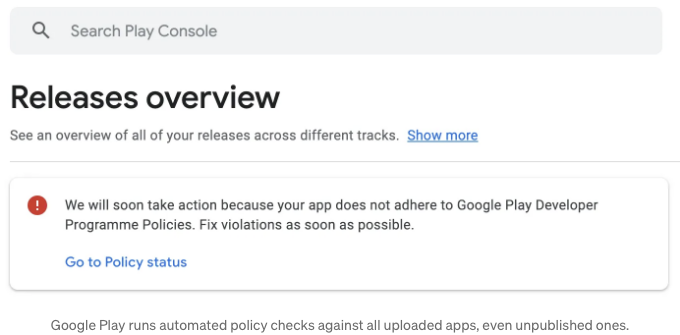 Search Play Console
Releases overview
See an overview of all of your releases across different tracks. Show more
We will soon take action because your app does not adhere to Google Play Developer
Programme Policies. Fix violations as soon as possible.
Go to Policy status
Google Play runs automated policy checks against all uploaded apps, even unpublished ones.